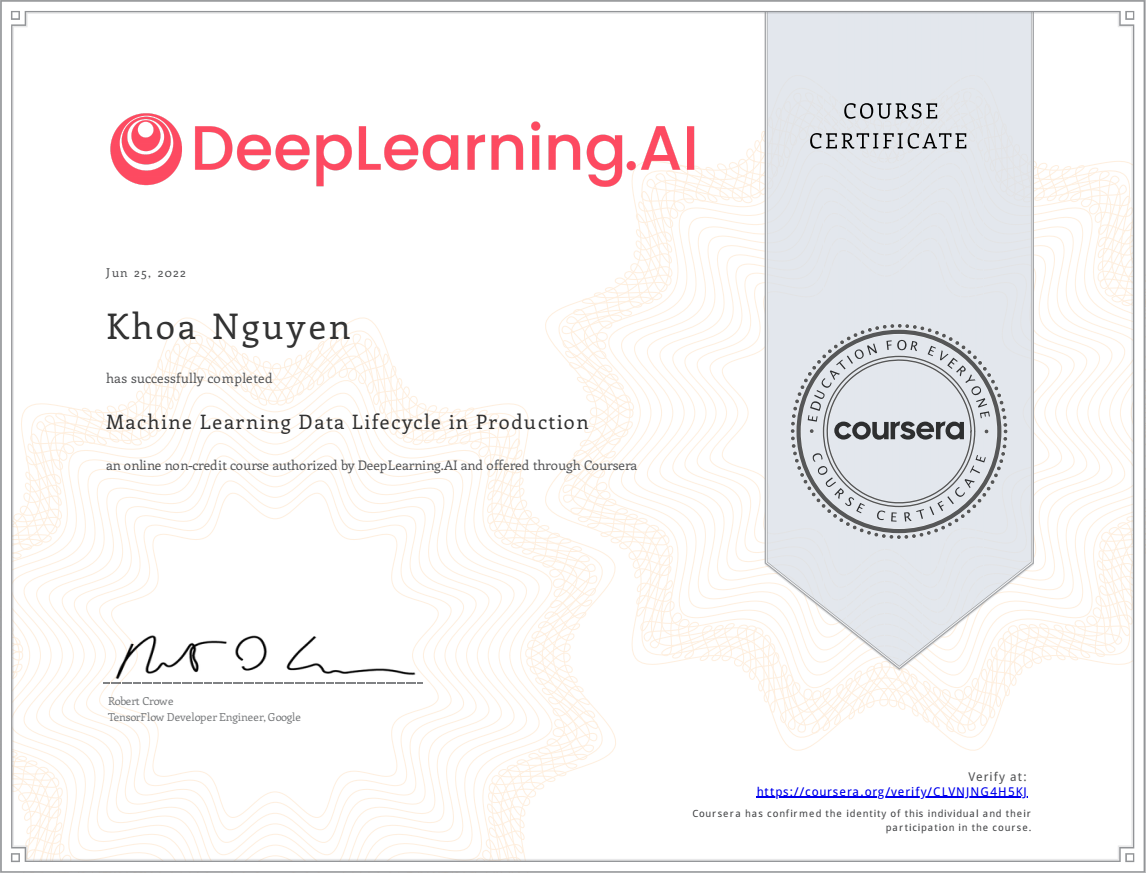 DeepLearning.AI
COURSE
CERTIFICATE
Jun 25, 2022
Khoa Nguyen
has successfully completed
Machine Learning Data Lifecycle in Production
an online non-credit course authorized by DeepLearning.AI and offered through Coursera
EDUCATION FOR EVERYONE
coursera
COURSE CERTIFICATE
Robert Crowe
TensorFlow Developer Engineer, Google
Verify at:
https://coursera.org/verify/CLVNJNG4H5KJ
Coursera has confirmed the identity of this individual and their
participation in the course.